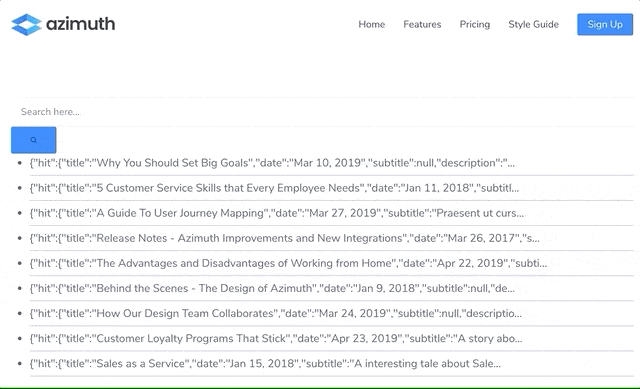 azimuth Home Features Pricing Style Guide Sign Up
Search here...
{"hit":{"title":"Why You Should Set Big Goals","date":"Mar 10, 2019","subtitle":null,"description":"...
{"hit":{"title":"5 Customer Service Skills that Every Employee Needs","date":"Jan 11, 2018","subtitl...
{"hit":{"title":"A Guide To User Journey Mapping","date":"Mar 27, 2019","subtitle":"Praesent ut curs...
{"hit":{"title":"Release Notes - Azimuth Improvements and New Integrations","date":"Mar 26, 2017","s...
{"hit":{"title":"The Advantages and Disadvantages of Working from Home","date":"Apr 22, 2019","subti...
{"hit":{"title":"Behind the Scenes - The Design of Azimuth","date":"Jan 9, 2018","subtitle":null,"de...
{"hit":{"title":"How Our Design Team Collaborates","date":"Mar 24, 2019","subtitle":null,"descriptio...
{"hit":{"title":"Customer Loyalty Programs That Stick","date":"Apr 23, 2019","subtitle":"A story abo...
{"hit":{"title":"Sales as a Service","date":"Jan 15, 2018","subtitle":"A interesting tale about Sale...